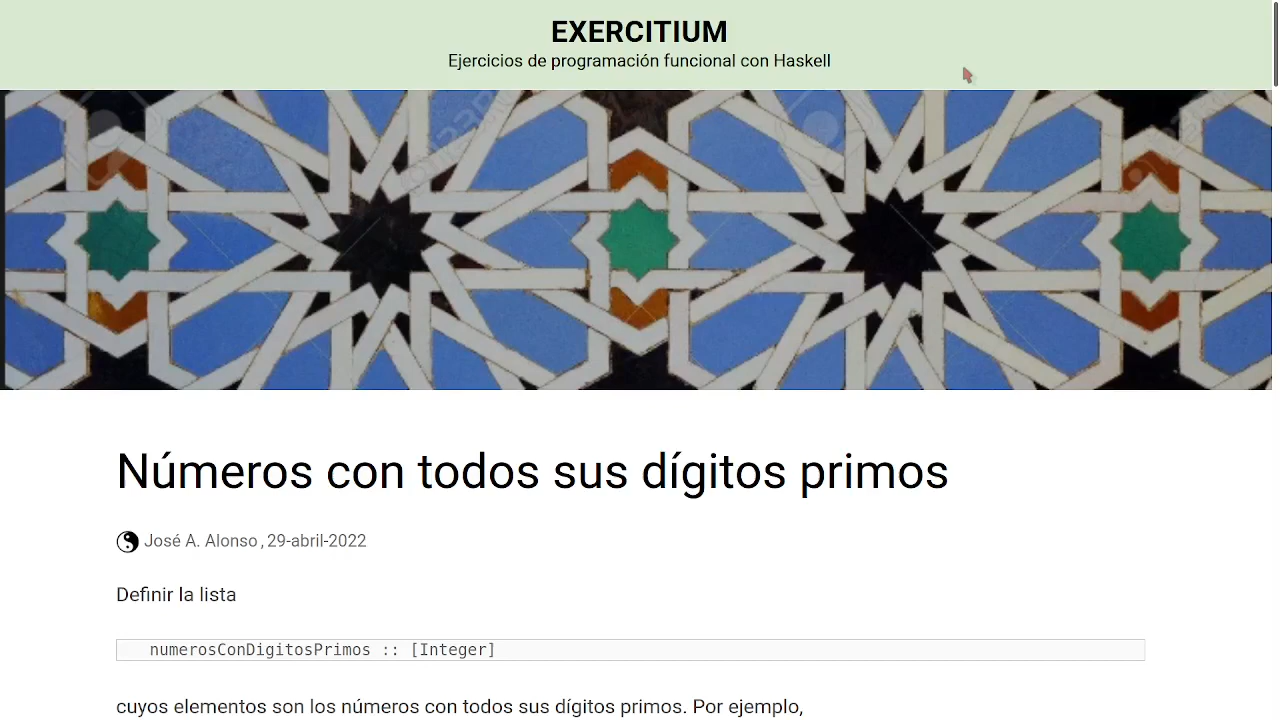 EXERCITIUM
Ejercicios de programación funcional con Haskell
Números con todos sus dígitos primos
José A. Alonso , 29-abril-2022
Definir la lista
numerosConDigitosPrimos :: [Integer]
cuyos elementos son los números con todos sus dígitos primos. Por ejemplo,